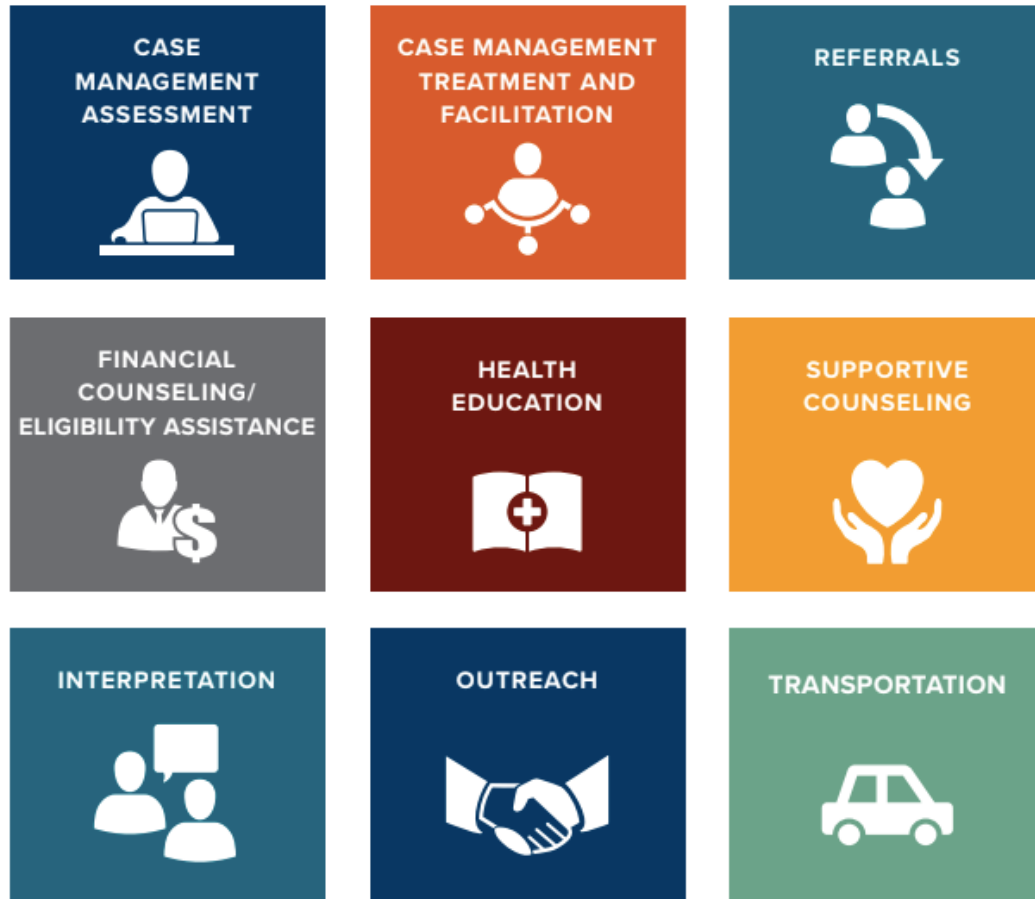 CASE
MANAGEMENT
ASSESSMENT
CASE MANAGEMENT
TREATMENT AND
FACILITATION
REFERRALS
FINANCIAL
COUNSELING/
ELIGIBILITY ASSISTANCE
$
HEALTH
EDUCATION
SUPPORTIVE
COUNSELING
INTERPRETATION
OUTREACH
TRANSPORTATION